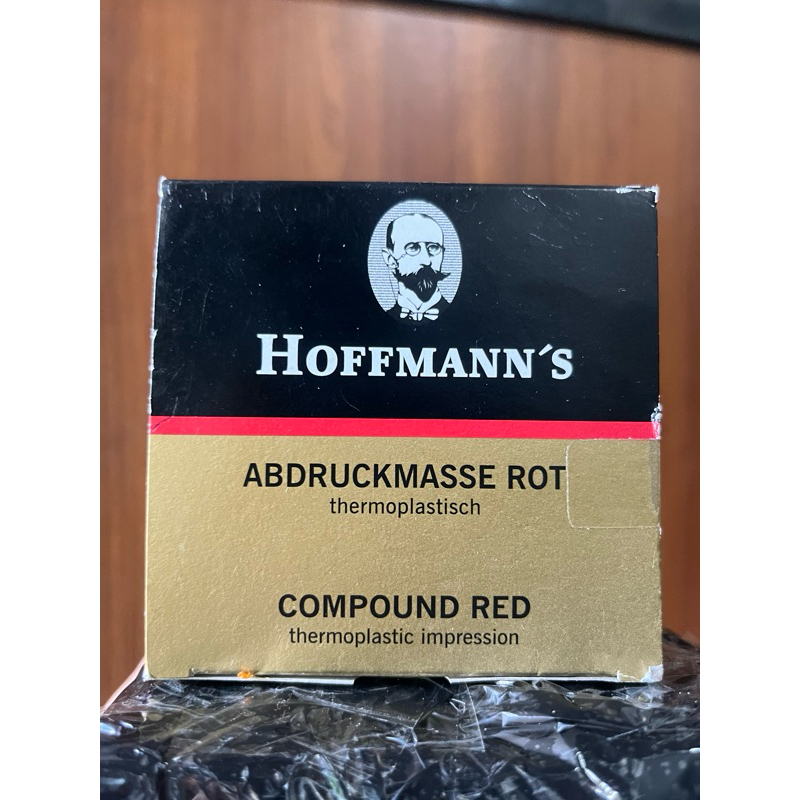 HOFFMANN´S
ABDRUCKMASSE ROT
thermoplastisch
COMPOUND RED
thermoplastic impression